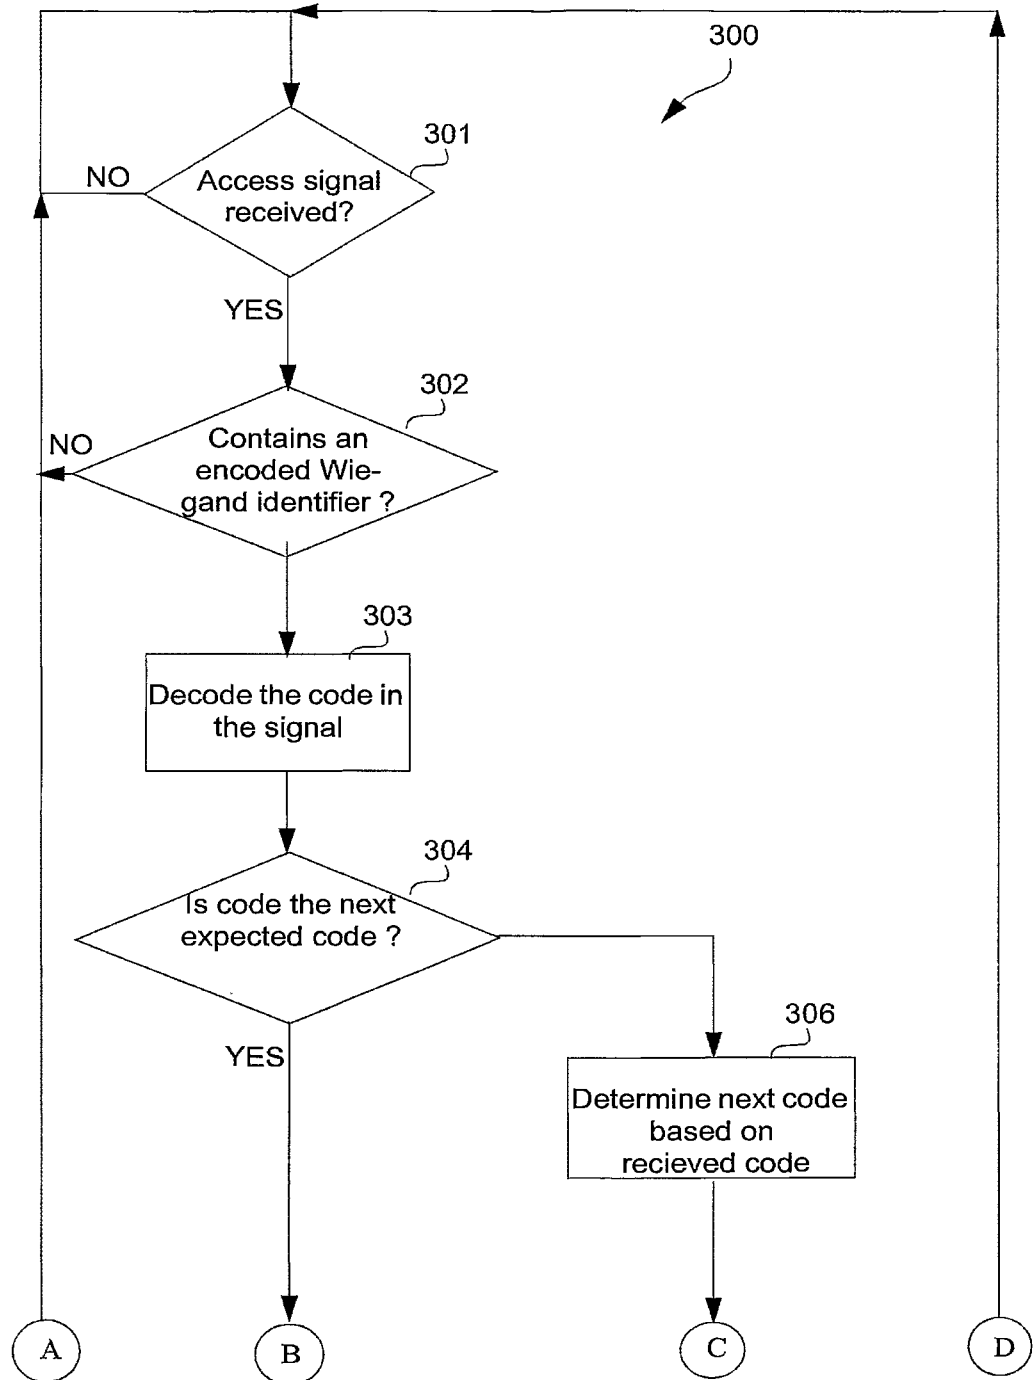 300
301
NO
Access signal
received?
YES
302
NO
Contains an
encoded Wie-
gand identifier ?
303
Decode the code in
the signal
304
Is code the next
expected code ?
YES
306
Determine next code
based on
recieved code
A
B
C
D